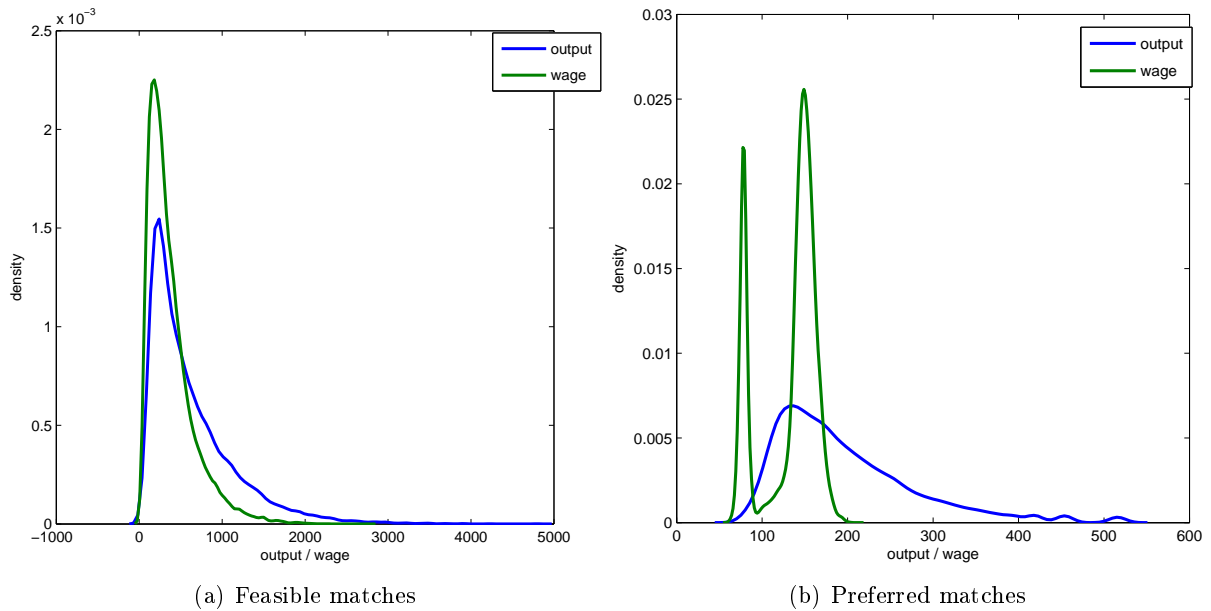 x 10⁻³
2.5
2
1.5
1
0.5
0
−1000 0 1000 2000 3000 4000 5000
density
output / wage
output
wage
(a) Feasible matches
0.03
0.025
0.02
0.015
0.01
0.005
0
0 100 200 300 400 500 600
density
output / wage
output
wage
(b) Preferred matches